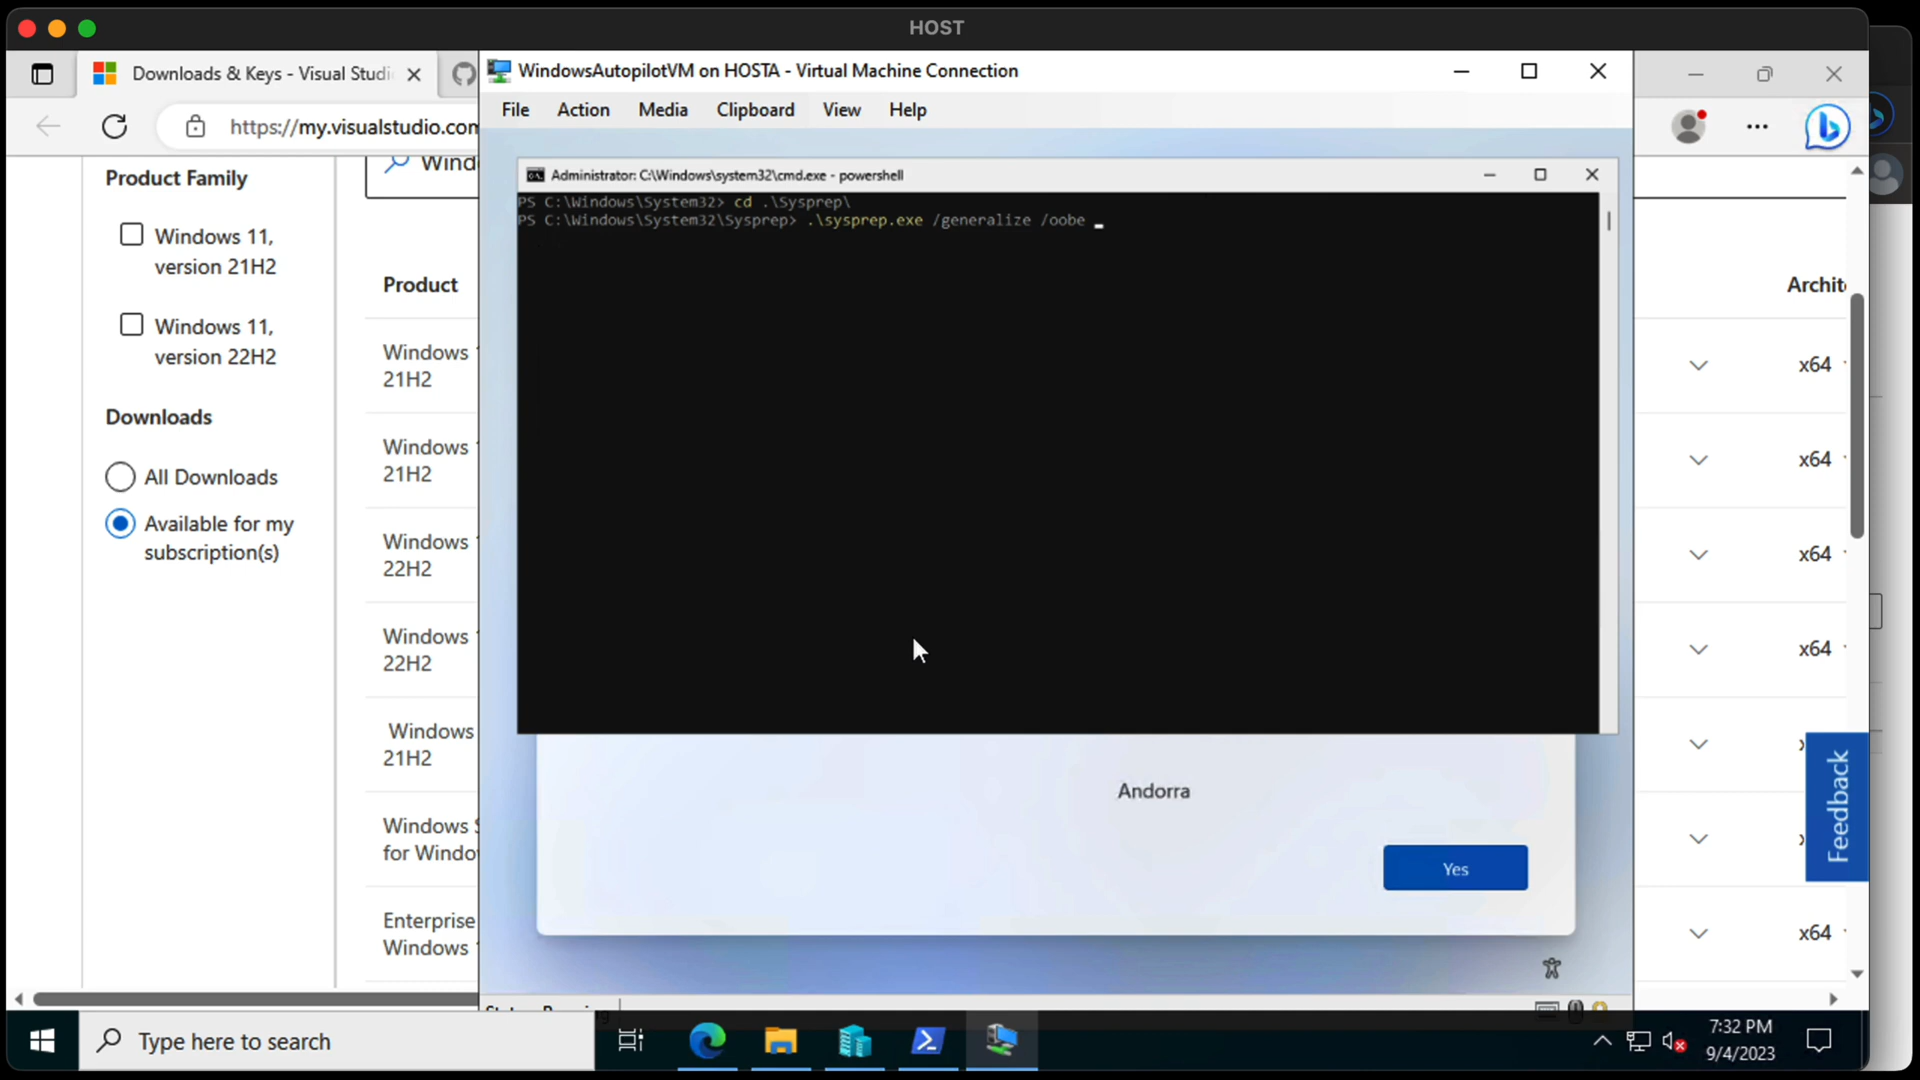 HOST
Downloads & Keys - Visual Studi
WindowsAutopilotVM on HOSTA - Virtual Machine Connection
https://my.visualstudio.com
File Action Media Clipboard View Help
Product Family
Wind
Administrator: C:\Windows\system32\cmd.exe - powershell
PS C:\Windows\System32> cd .\Sysprep\
PS C:\Windows\System32\Sysprep> .\sysprep.exe /generalize /oobe _
Windows 11,
version 21H2
Windows 11,
version 22H2
Downloads
All Downloads
Available for my
subscription(s)
Product
Archit
Windows
21H2
x64
Windows
21H2
x64
Windows
22H2
x64
Windows
22H2
x64
Windows
21H2
Windows S
for Windo
Enterprise
Windows
x64
Andorra
Yes
Feedback
Type here to search
7:32 PM
9/4/2023